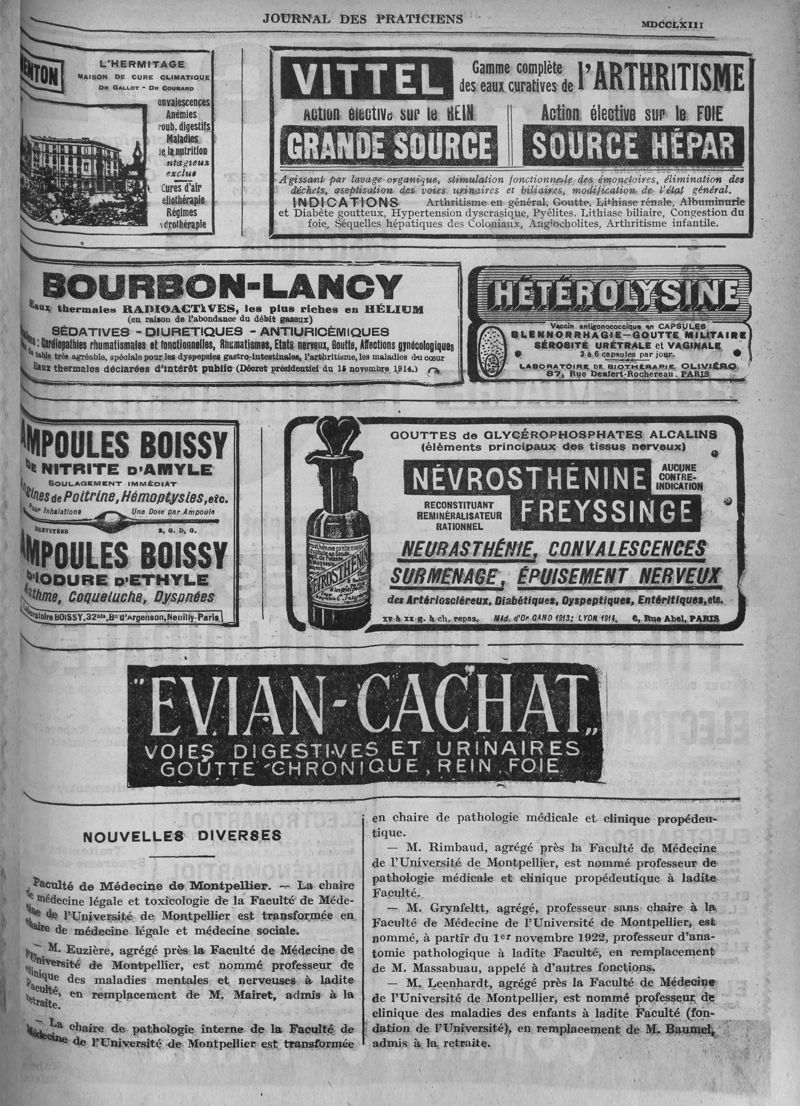 JOURNAL DES PRATICIENS
MDCCLXIII
ENTON
L'HERMITAGE
MAISON DE CURE CLIMATIQUE
DR GALLOT - DR COUBARD
onvalescences
Anémies
roub. digestifs
Maladies
e la nutrition
ntagieux
exclus
Cures d'air
éliothérapie
Régimes
érothérapie
VITTEL
Gamme complète
des eaux curatives de l'ARTHRITISME
Action élective sur le REIN
GRANDE SOURCE
Action élective sur le FOIE
SOURCE HÉPAR
Agissant par lavage organique, stimulation fonctionnelle des émonctoires, élimination des
déchets, aseptisation des voies urinaires et biliaires, modification de l'état général.
INDICATIONS Arthritisme en général, Goutte, Lithiase rénale, Albuminurie
et Diabète goutteux, Hypertension dyscrasique, Pyélites. Lithiase biliaire, Congestion du
foie, Séquelles hépatiques des Coloniaux, Angiocholites, Arthritisme infantile.
BOURBON-LANCY
Eaux thermales RADIOACTIVES, les plus riches en HÉLIUM
(en raison de l'abondance du débit gazeux)
SÉDATIVES - DIURETIQUES - ANTIURICÉMIQUES
: Cardiopathies rhumatismales et fonctionnelles, Rhumatismes, Etats nerveux, Goutte, Affections gynécologiques
de table très agréable, spéciale pour les dyspepsies gastro-intestinales, l'arthritisme, les maladies du cœur
Eaux thermales déclarées d'intérêt public (Décret présidentiel du 14 novembre 1914.)
HÉTÉROLYSINE
Vaccin antigonococcique en CAPSULES
BLENNORRHAGIE - GOUTTE MILITAIRE
SÉROSITÉ URÉTRALE et VAGINALE
3 à 6 capsules par jour.
LABORATOIRE DE BIOTHÉRAPIE OLIVIÉRO
87, Rue Denfert-Rochereau. PARIS
AMPOULES BOISSY
DE NITRITE D'AMYLE
SOULAGEMENT IMMÉDIAT
gines de Poitrine, Hémoptysies, etc.
Pour Inhalations Une Dose par Ampoule
BREVETÉES S. G. D. G.
AMPOULES BOISSY
D'IODURE D'ETHYLE
Asthme, Coqueluche, Dyspnées
Laboratoire BOISSY, 32bis, Bd d'Argenson, Neuilly-Paris
GOUTTES de GLYCÉROPHOSPHATES ALCALINS
(éléments principaux des tissus nerveux)
NÉVROSTHÉNINE
AUCUNE
CONTRE-
INDICATION
RECONSTITUANT
REMINÉRALISATEUR
RATIONNEL
FREYSSINGE
NEURASTHÉNIE, CONVALESCENCES
SURMENAGE, ÉPUISEMENT NERVEUX
des Artérioscléreux, Diabétiques, Dyspeptiques, Entéritiques, etc.
XV à XX g. à ch. repas. Méd. d'Or GAND 1913; LYON 1914. 6, Rue Abel, PARIS
"EVIAN-CACHAT"
VOIES DIGESTIVES ET URINAIRES
GOUTTE CHRONIQUE, REIN, FOIE
NOUVELLES DIVERSES
Faculté de Médecine de Montpellier. — La chaire
de médecine légale et toxicologie de la Faculté de Méde-
cine de l'Université de Montpellier est transformée en
chaire de médecine légale et médecine sociale.
— M. Euzière, agrégé près la Faculté de Médecine de
l'Université de Montpellier, est nommé professeur de
clinique des maladies mentales et nerveuses à ladite
Faculté, en remplacement de M. Mairet, admis à la
retraite.
— La chaire de pathologie interne de la Faculté de
Médecine de l'Université de Montpellier est transformée
en chaire de pathologie médicale et clinique propédeu-
tique.
— M. Rimbaud, agrégé près la Faculté de Médecine
de l'Université de Montpellier, est nommé professeur de
pathologie médicale et clinique propédeutique à ladite
Faculté.
— M. Grynfeltt, agrégé, professeur sans chaire à la
Faculté de Médecine de l'Université de Montpellier, est
nommé, à partir du 1er novembre 1922, professeur d'ana-
tomie pathologique à ladite Faculté, en remplacement
de M. Massabuau, appelé à d'autres fonctions.
— M. Leenhardt, agrégé près la Faculté de Médecine
de l'Université de Montpellier, est nommé professeur de
clinique des maladies des enfants à ladite Faculté (fon-
dation de l'Université), en remplacement de M. Baumel,
admis à la retraite.